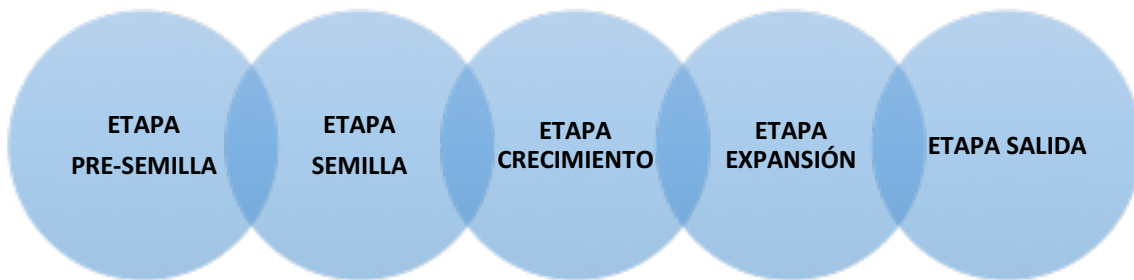 ETAPA
PRE-SEMILLA
ETAPA
SEMILLA
ETAPA
CRECIMIENTO
ETAPA
EXPANSIÓN
ETAPA SALIDA